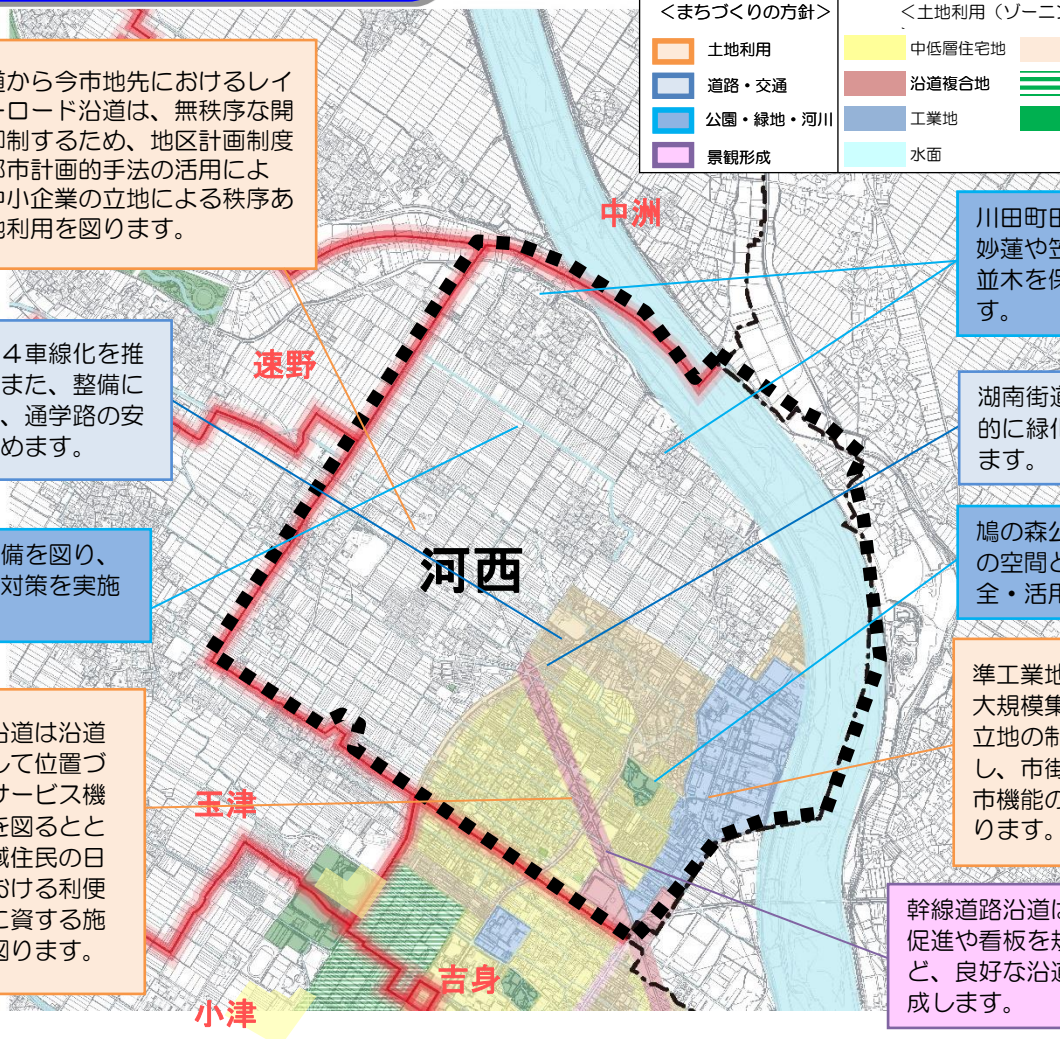 <まちづくりの方針>
土地利用
道路・交通
公園・緑地・河川
景観形成
<土地利用（ゾーニン
中低層住宅地
沿道複合地
工業地
水面
道から今市地先におけるレイ
ーロード沿道は、無秩序な開
抑制するため、地区計画制度
都市計画的手法の活用によ
中小企業の立地による秩序あ
地利用を図ります。
４車線化を推
また、整備に
、通学路の安
めます。
備を図り、
対策を実施
沿道は沿道
して位置づ
サービス機
を図るとと
域住民の日
おける利便
に資する施
図ります。
中洲
速野
河西
玉津
吉身
小津
川田町
妙蓮や
並木を保
す。
湖南街道
的に緑化
ます。
鳩の森公
の空間と
全・活用
準工業地
大規模集
立地の制
し、市街
市機能の
ります。
幹線道路沿道は
促進や看板を規
ど、良好な沿道
成します。